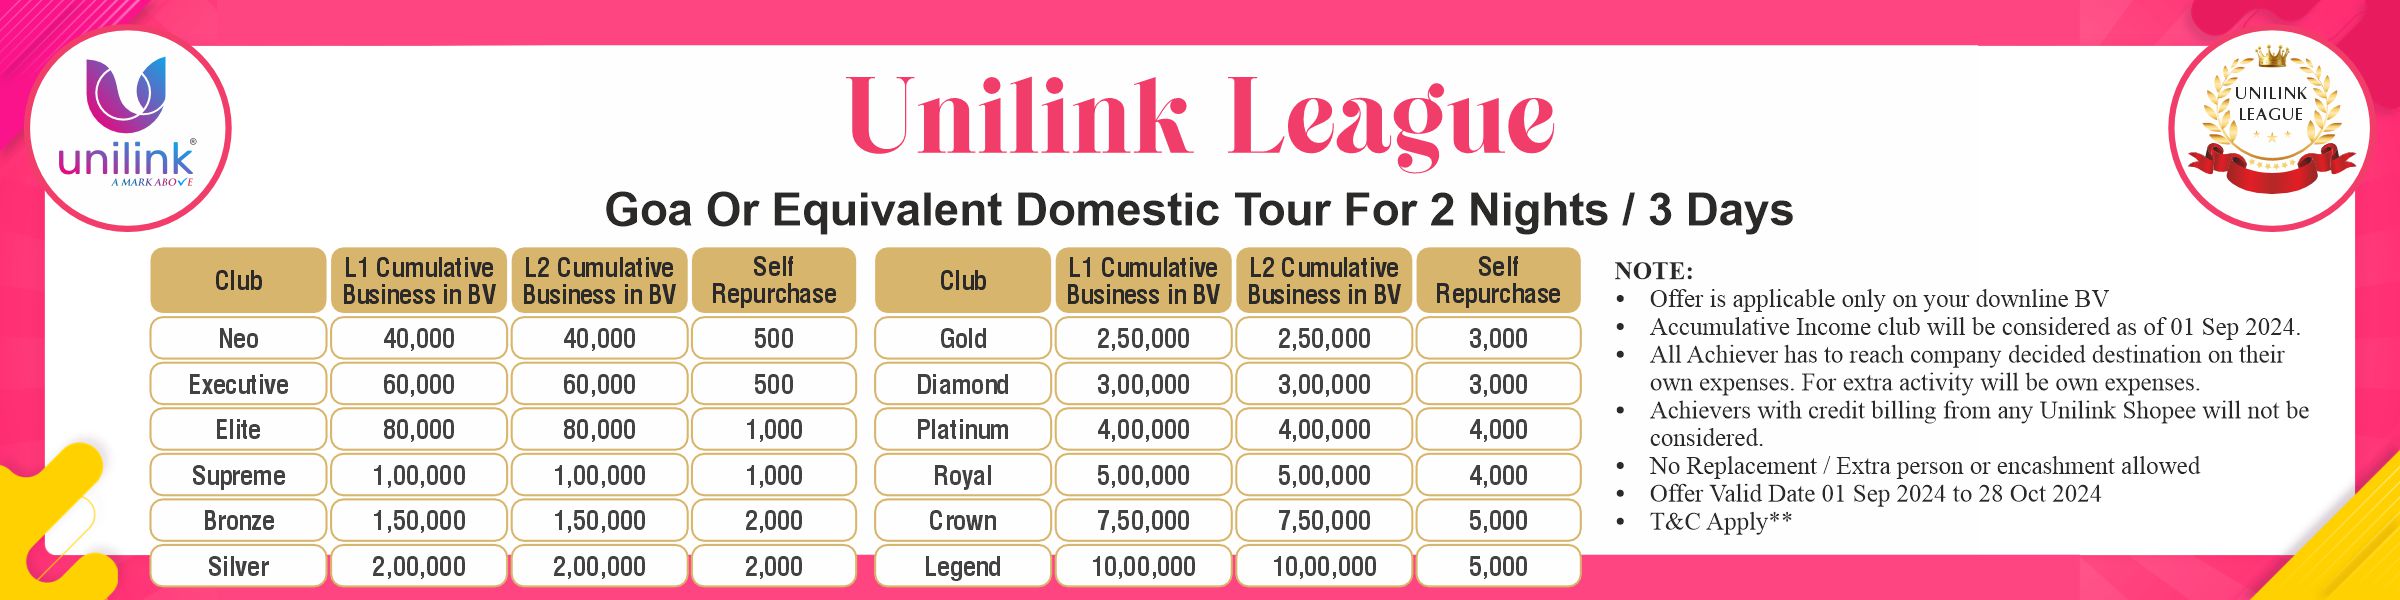 unilink®
A MARK ABOVE
UNILINK
LEAGUE
Unilink League
Goa Or Equivalent Domestic Tour For 2 Nights / 3 Days
Club L1 Cumulative Business in BV L2 Cumulative Business in BV Self Repurchase
Neo 40,000 40,000 500
Executive 60,000 60,000 500
Elite 80,000 80,000 1,000
Supreme 1,00,000 1,00,000 1,000
Bronze 1,50,000 1,50,000 2,000
Silver 2,00,000 2,00,000 2,000
Club L1 Cumulative Business in BV L2 Cumulative Business in BV Self Repurchase
Gold 2,50,000 2,50,000 3,000
Diamond 3,00,000 3,00,000 3,000
Platinum 4,00,000 4,00,000 4,000
Royal 5,00,000 5,00,000 4,000
Crown 7,50,000 7,50,000 5,000
Legend 10,00,000 10,00,000 5,000
NOTE:
• Offer is applicable only on your downline BV
• Accumulative Income club will be considered as of 01 Sep 2024.
• All Achiever has to reach company decided destination on their
own expenses. For extra activity will be own expenses.
• Achievers with credit billing from any Unilink Shopee will not be
considered.
• No Replacement / Extra person or encashment allowed
• Offer Valid Date 01 Sep 2024 to 28 Oct 2024
• T&C Apply**